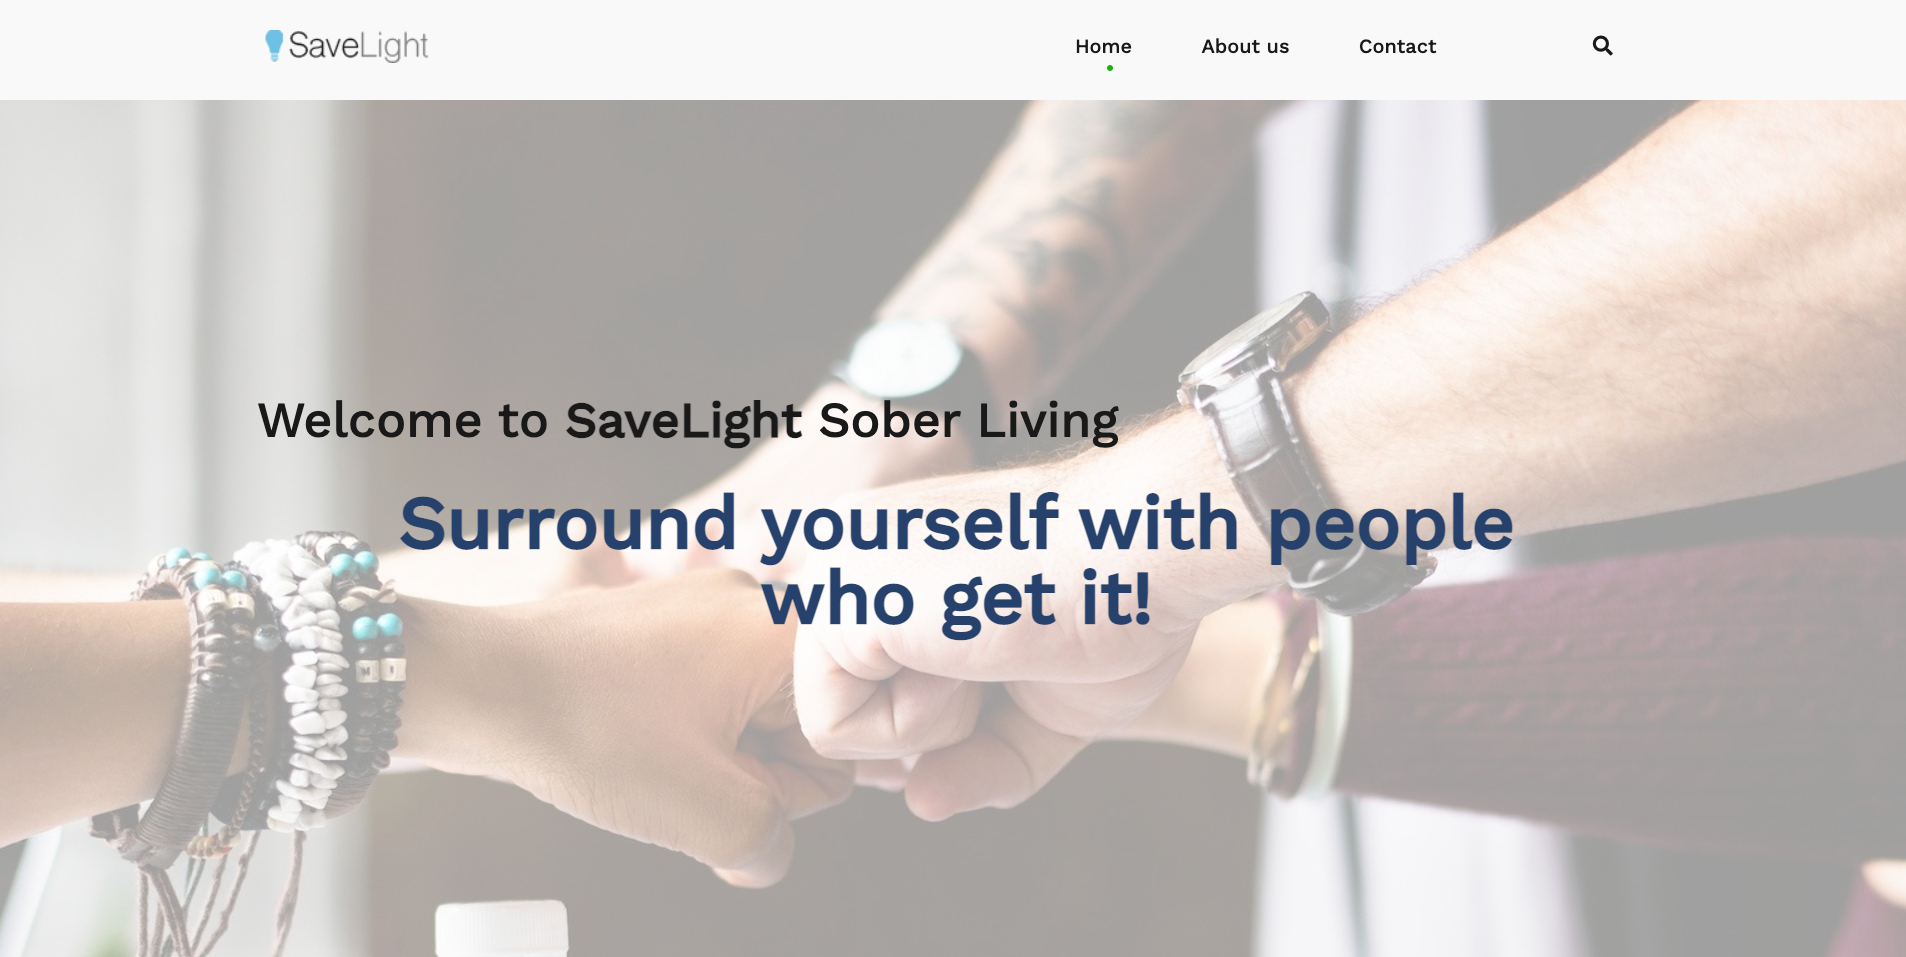 SaveLight
Home
About us
Contact
Welcome to SaveLight Sober Living
Surround yourself with people
who get it!
M I